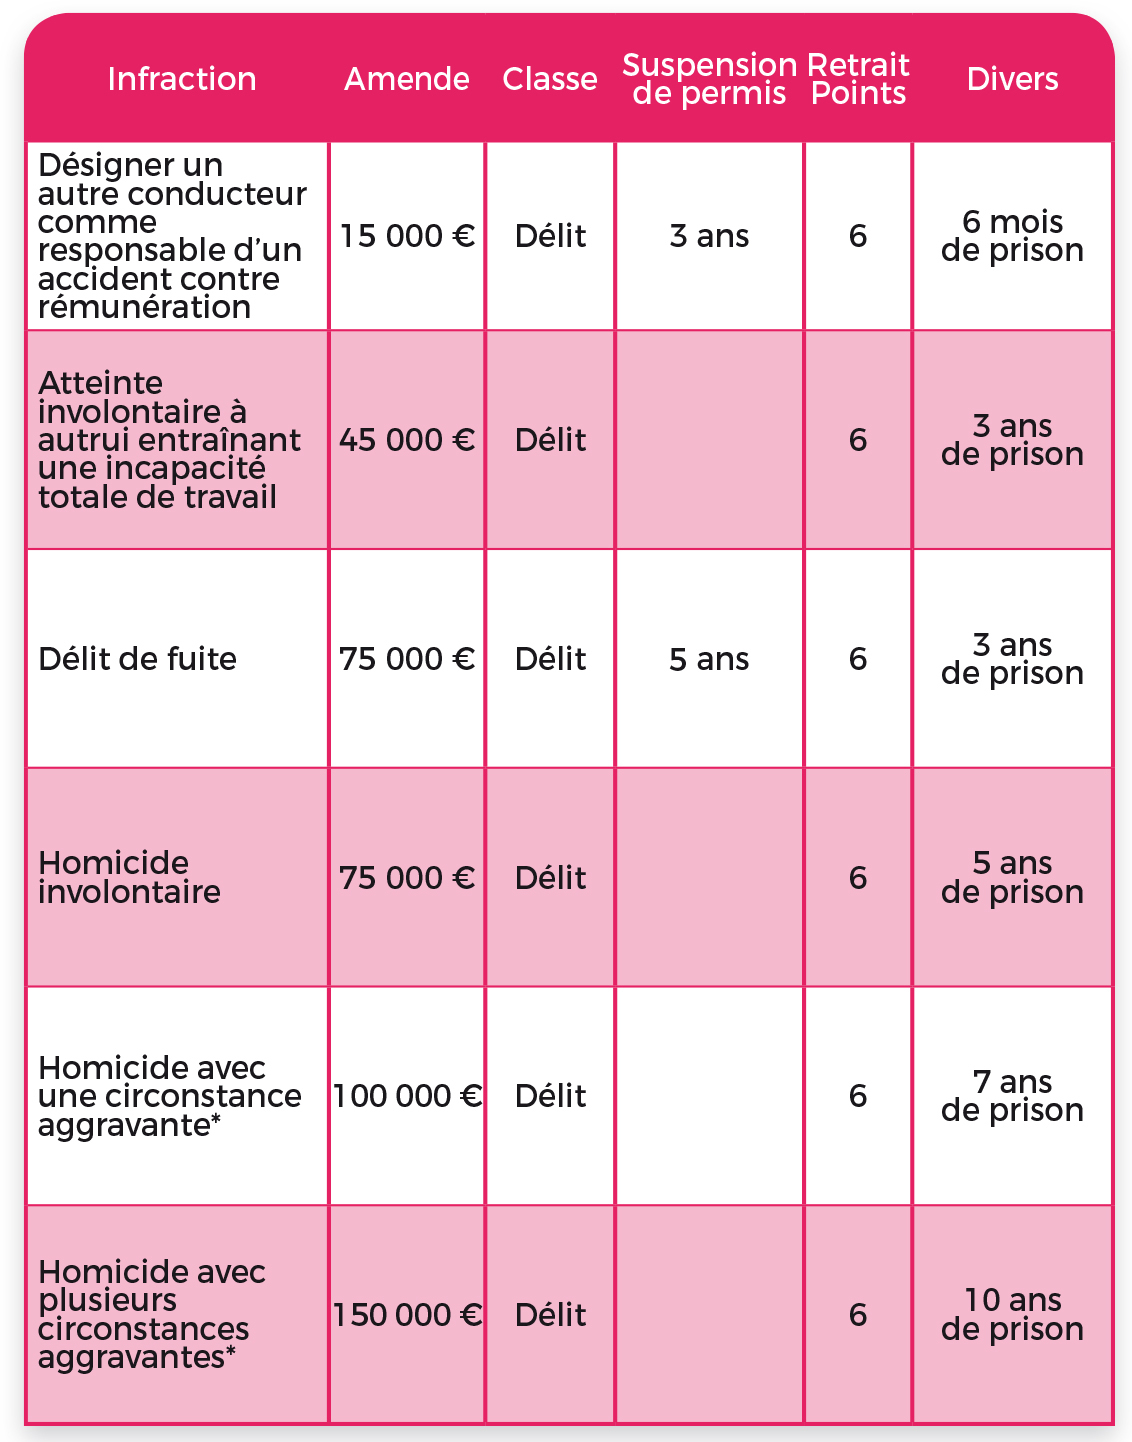 Infraction
Amende
Classe
Suspension
de permis
Retrait
Points
Divers
Désigner un
autre conducteur
comme
responsable d’un
accident contre
rémunération
15 000 €
Délit
3 ans
6
6 mois
de prison
Atteinte
involontaire à
autrui entraînant
une incapacité
totale de travail
45 000 €
Délit
6
3 ans
de prison
Délit de fuite
75 000 €
Délit
5 ans
6
3 ans
de prison
Homicide
involontaire
75 000 €
Délit
6
5 ans
de prison
Homicide avec
une circonstance
aggravante*
100 000 €
Délit
6
7 ans
de prison
Homicide avec
plusieurs
circonstances
aggravantes*
150 000 €
Délit
6
10 ans
de prison